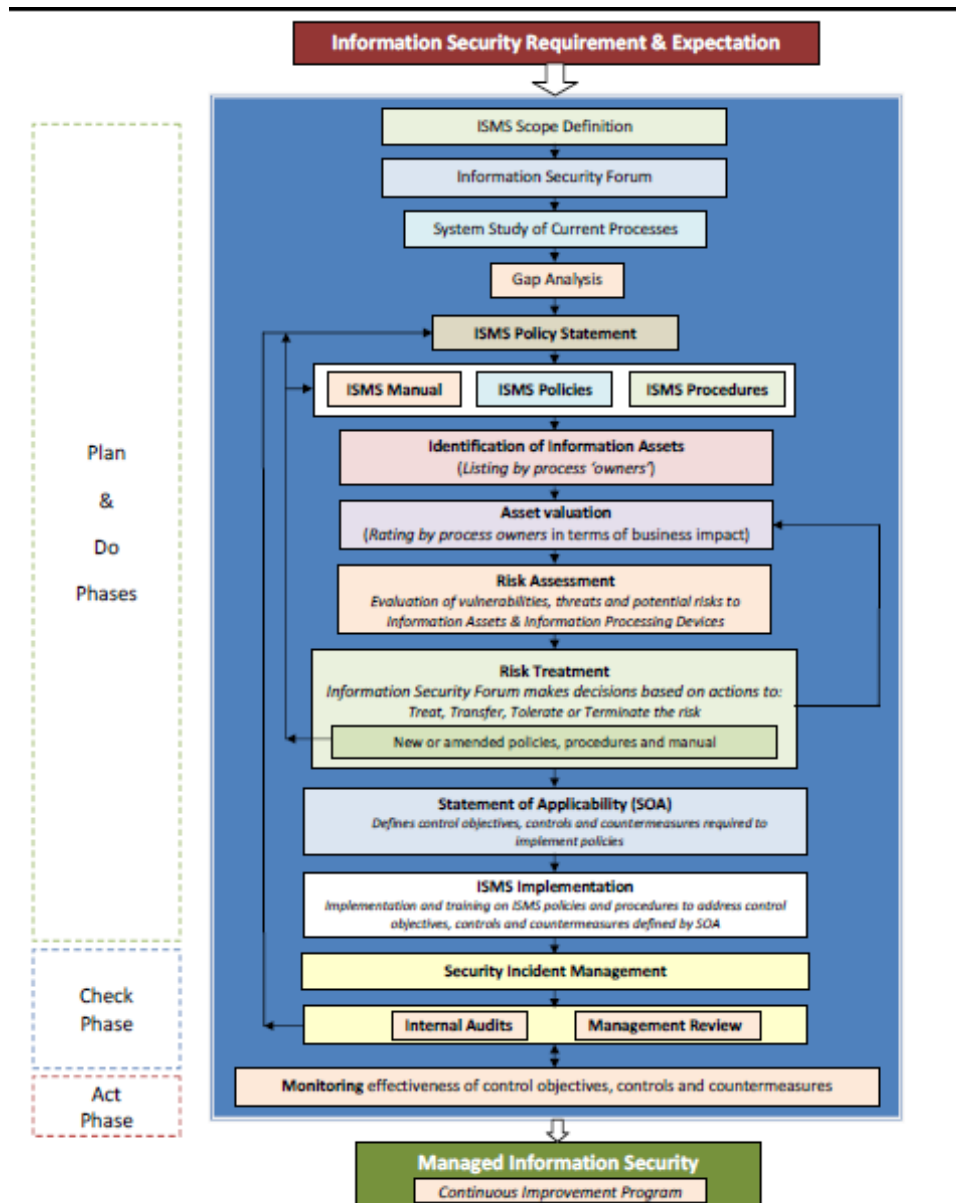 Information Security Requirement & Expectation
ISMS Scope Definition
Information Security Forum
System Study of Current Processes
Gap Analysis
ISMS Policy Statement
ISMS Manual
ISMS Policies
ISMS Procedures
Identification of Information Assets
(Listing by process 'owners')
Asset valuation
(Rating by process owners in terms of business impact)
Risk Assessment
Evaluation of vulnerabilities, threats and potential risks to
Information Assets & Information Processing Devices
Risk Treatment
Information Security Forum makes decisions based on actions to:
Treat, Transfer, Tolerate or Terminate the risk
New or amended policies, procedures and manual
Statement of Applicability (SOA)
Defines control objectives, controls and countermeasures required to
implement policies
ISMS Implementation
Implementation and training on ISMS policies and procedures to address control
objectives, controls and countermeasures defined by SOA
Security Incident Management
Internal Audits
Management Review
Monitoring effectiveness of control objectives, controls and countermeasures
Managed Information Security
Continuous Improvement Program
Plan
&
Do
Phases
Check
Phase
Act
Phase